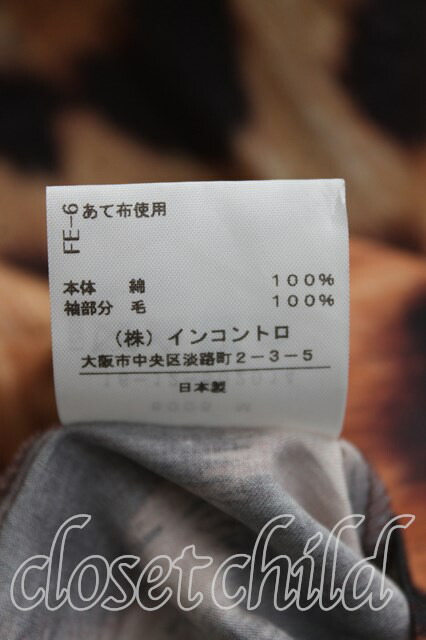 FE-6 あて布使用
本体 綿 100%
袖部分 毛 100%
(株) インコントロ
大阪市中央区淡路町2-3-5
日本製
closet child